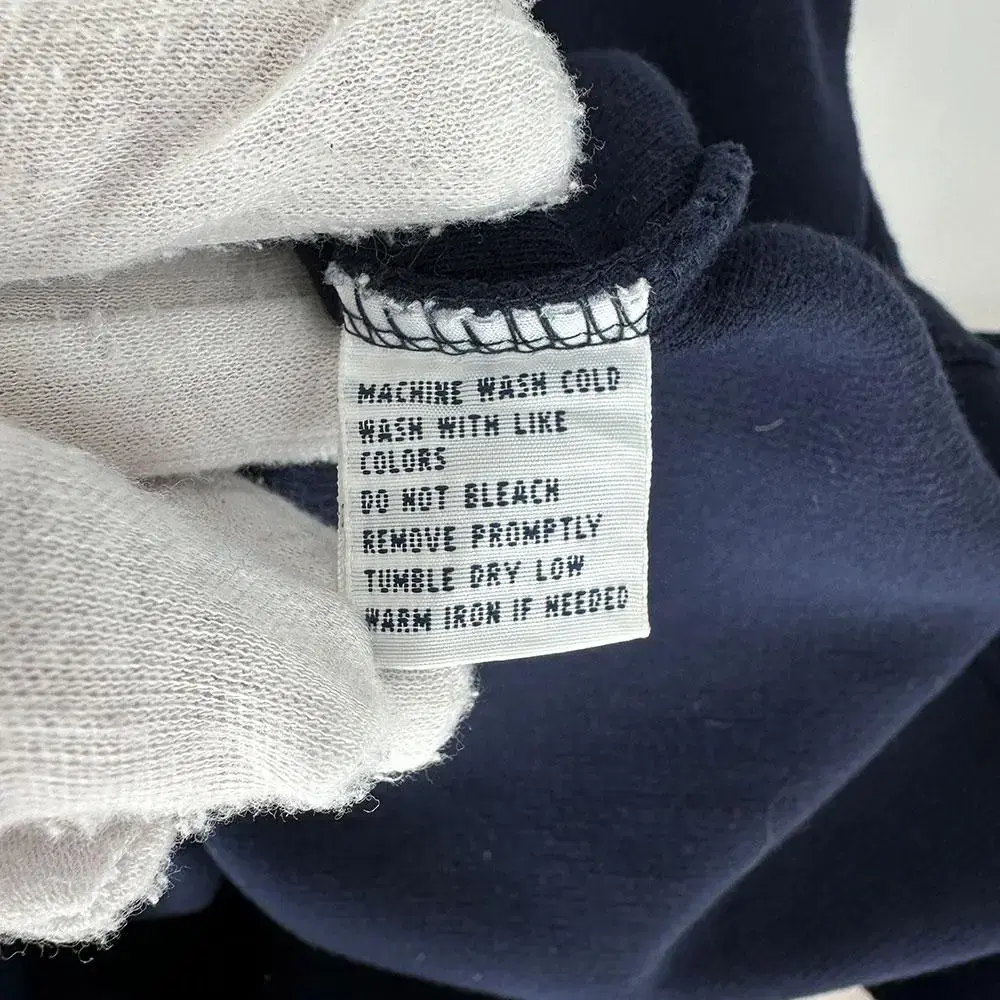 MACHINE WASH COLD
WASH WITH LIKE
COLORS
DO NOT BLEACH
REMOVE PROMPTLY
TUMBLE DRY LOW
WARM IRON IF NEEDED